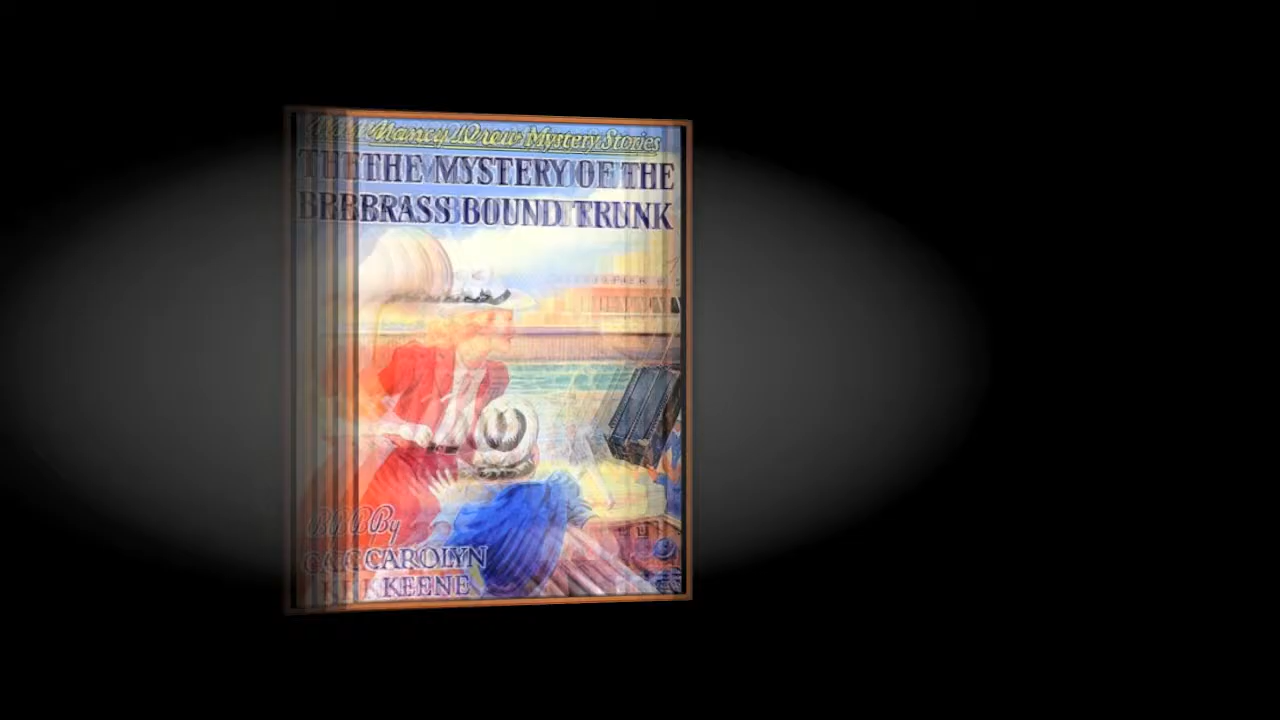 Nancy Drew Mystery Stories
THE MYSTERY OF THE
BRASS BOUND TRUNK
By
CAROLYN
KEENE